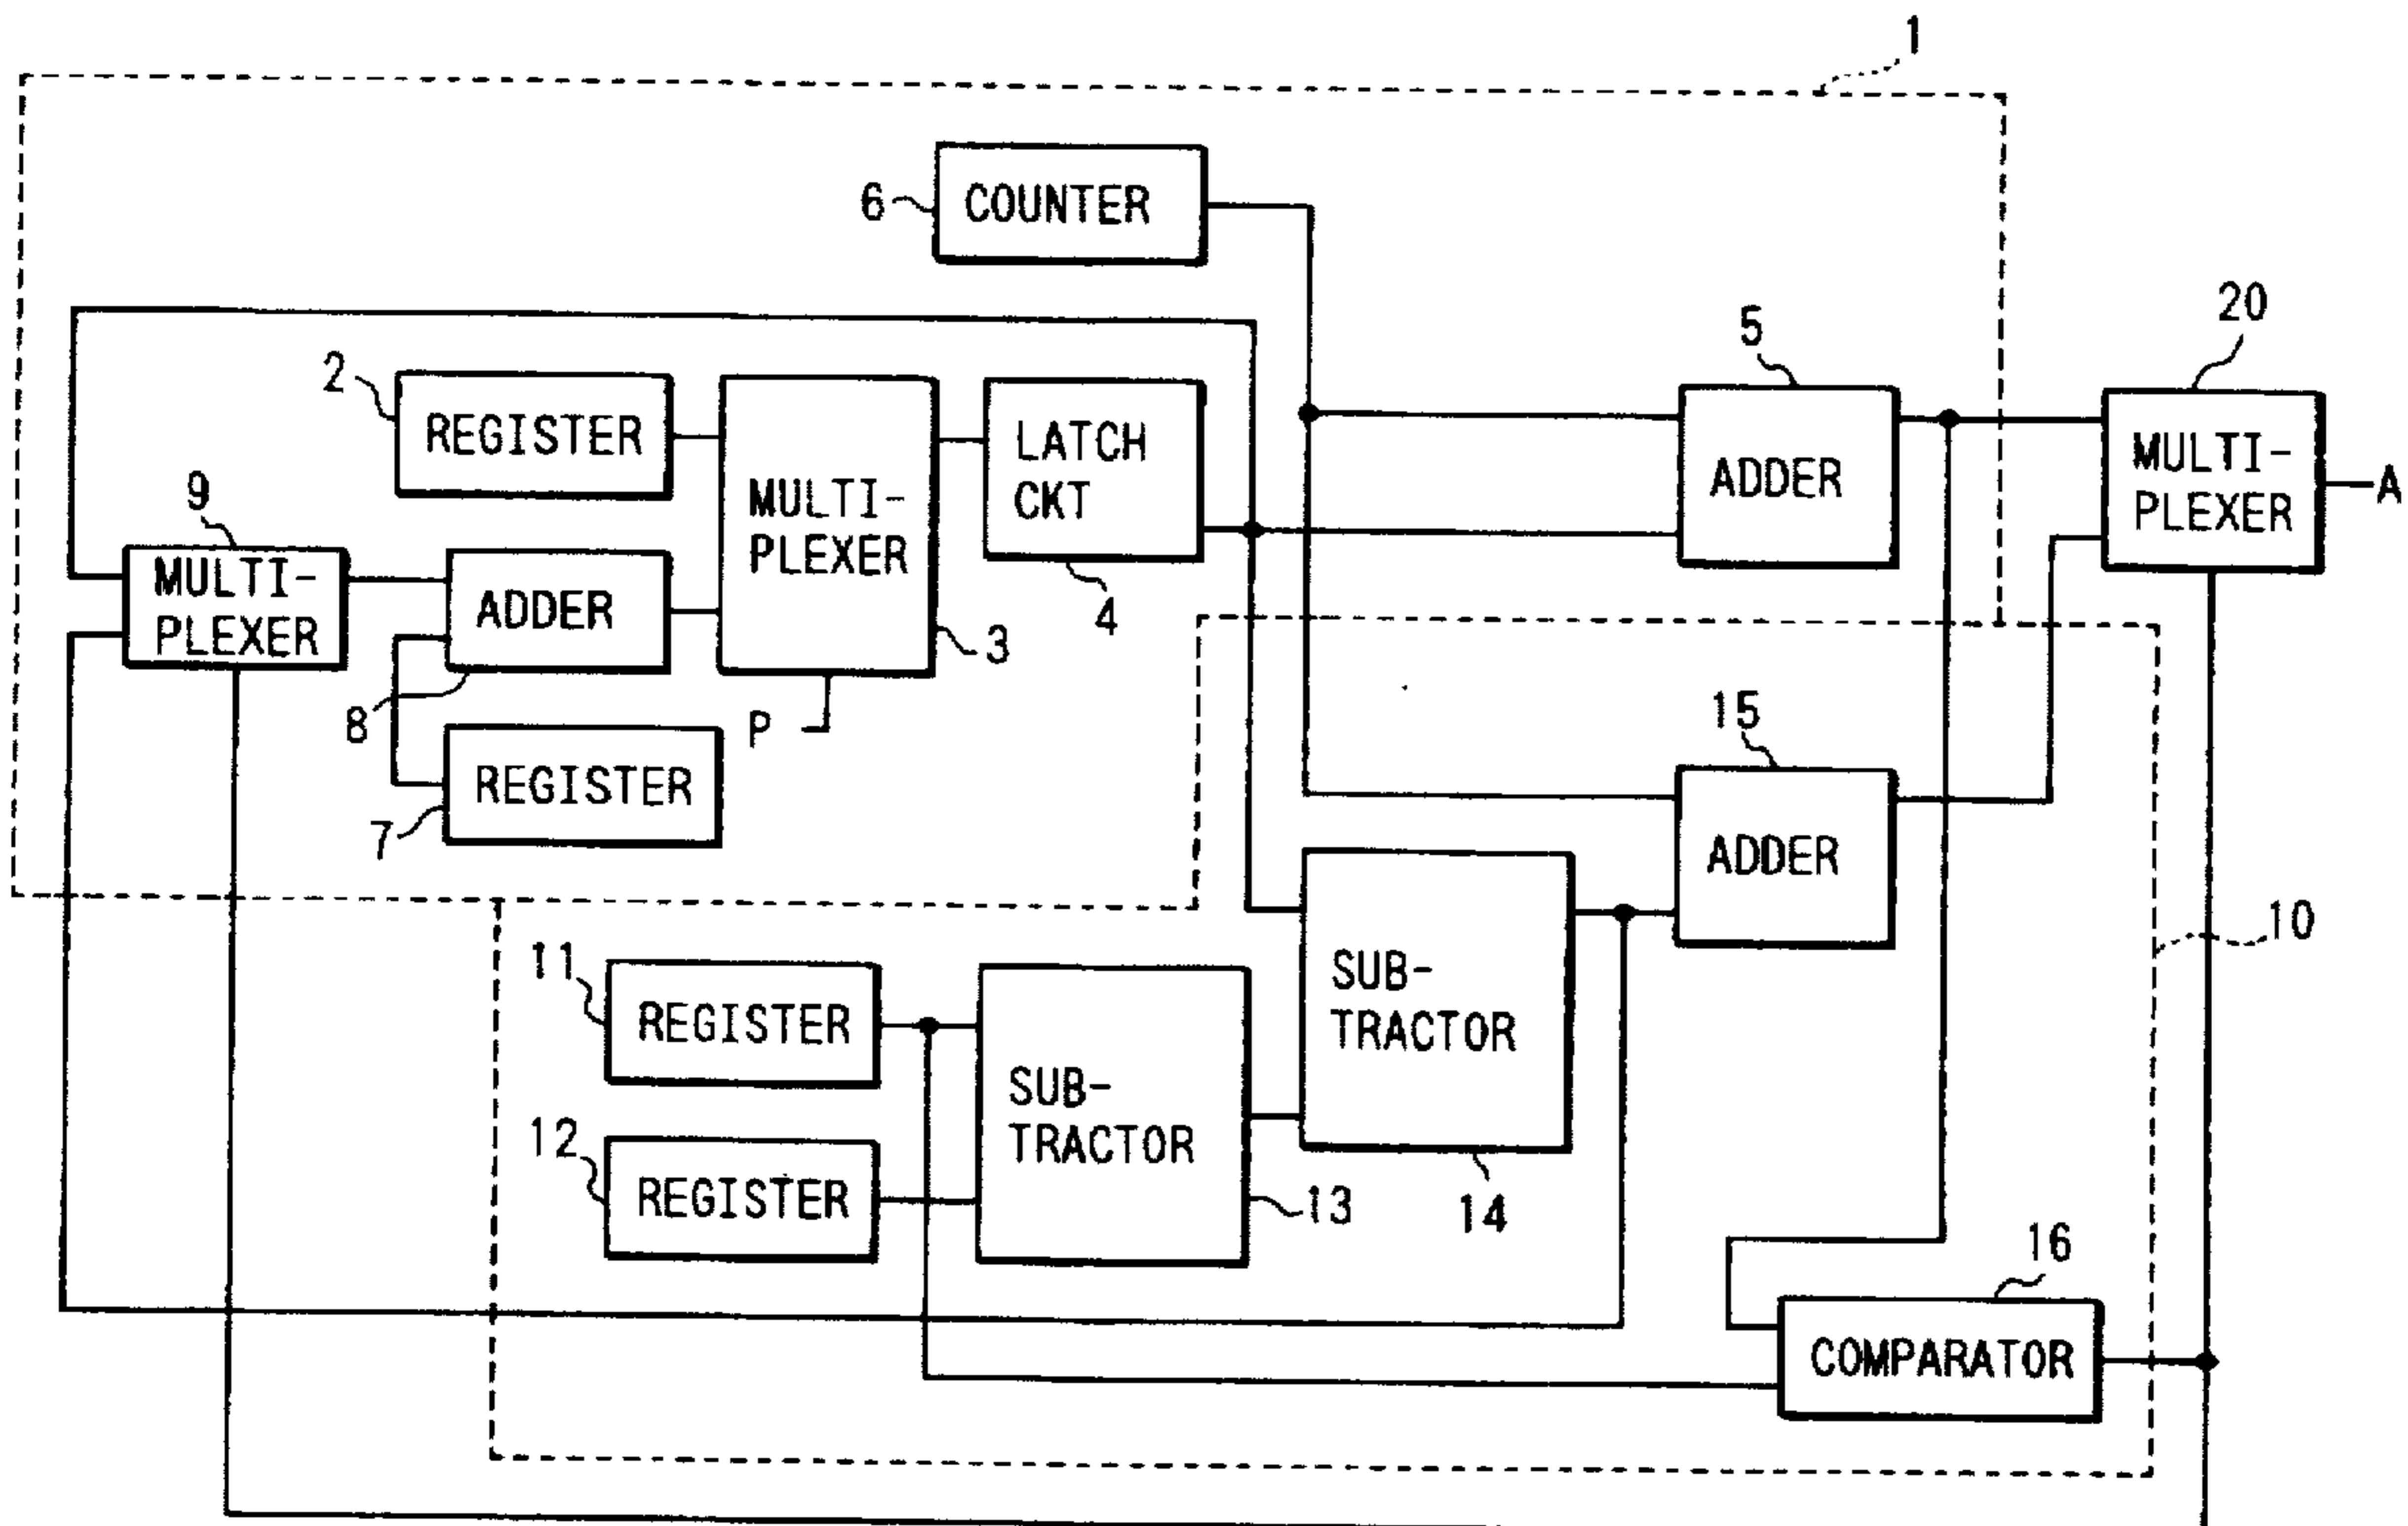 1
6
COUNTER
20
5
2
REGISTER
MULTI-
PLEXER
LATCH
CKT
ADDER
MULTI-
PLEXER
A
9
MULTI-
PLEXER
ADDER
4
3
8
P
REGISTER
7
15
ADDER
10
11
REGISTER
SUB-
TRACTOR
SUB-
TRACTOR
12
REGISTER
13
14
16
COMPARATOR